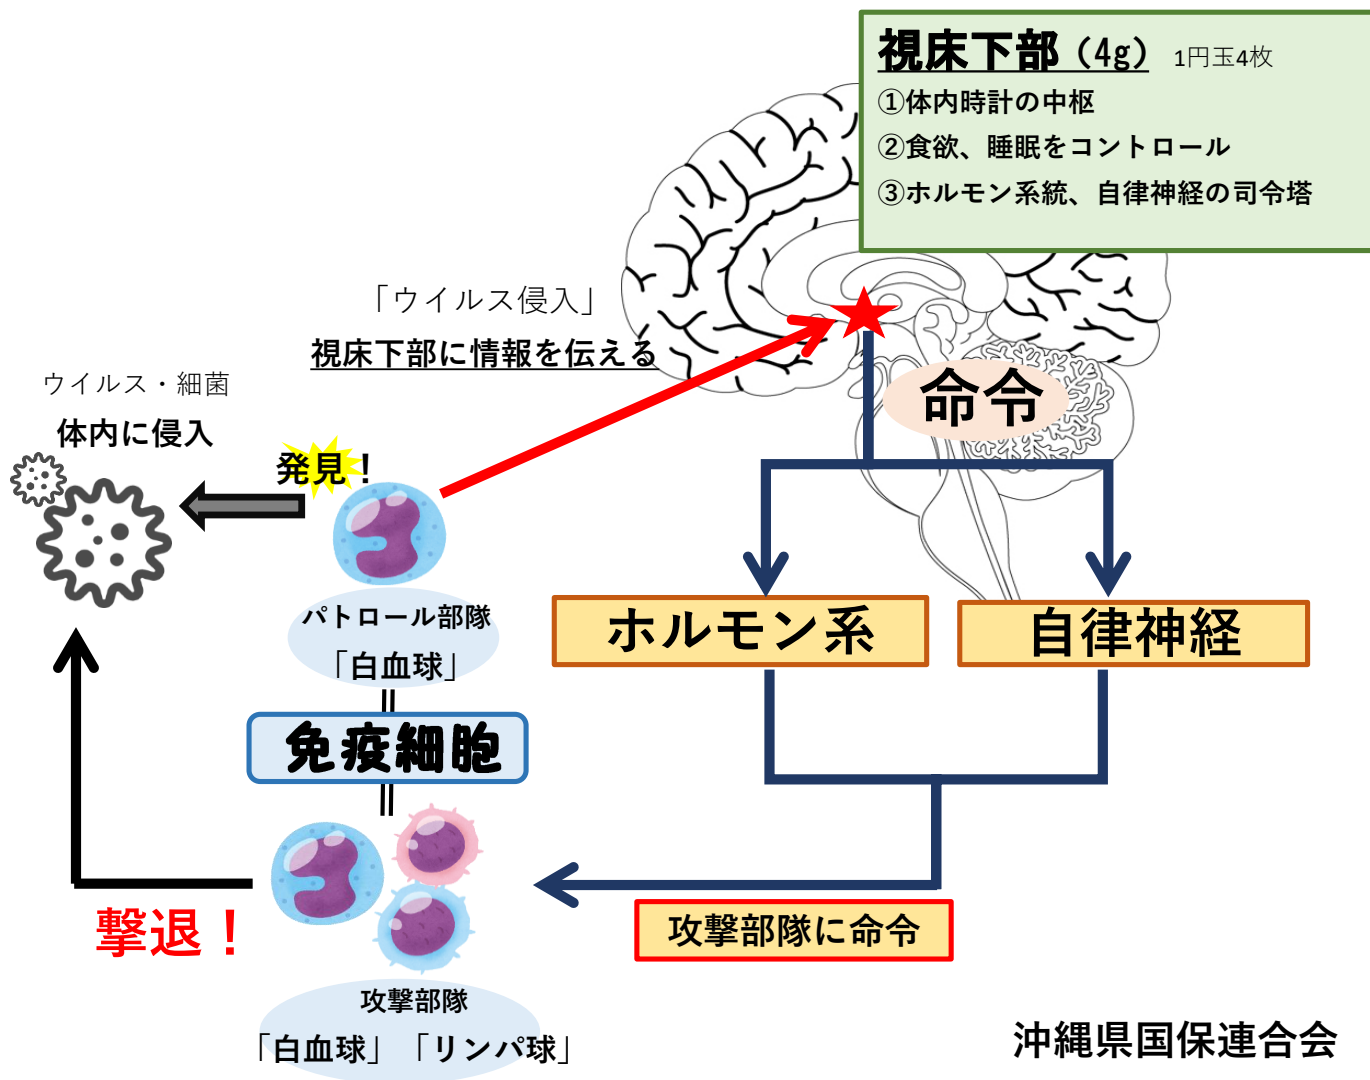 視床下部（4g） 1円玉4枚
①体内時計の中枢
②食欲、睡眠をコントロール
③ホルモン系統、自律神経の司令塔
「ウイルス侵入」
視床下部に情報を伝える
ウイルス・細菌
体内に侵入
発見！
命令
パトロール部隊
「白血球」
ホルモン系
自律神経
免疫細胞
撃退！
攻撃部隊に命令
攻撃部隊
「白血球」「リンパ球」
沖縄県国保連合会